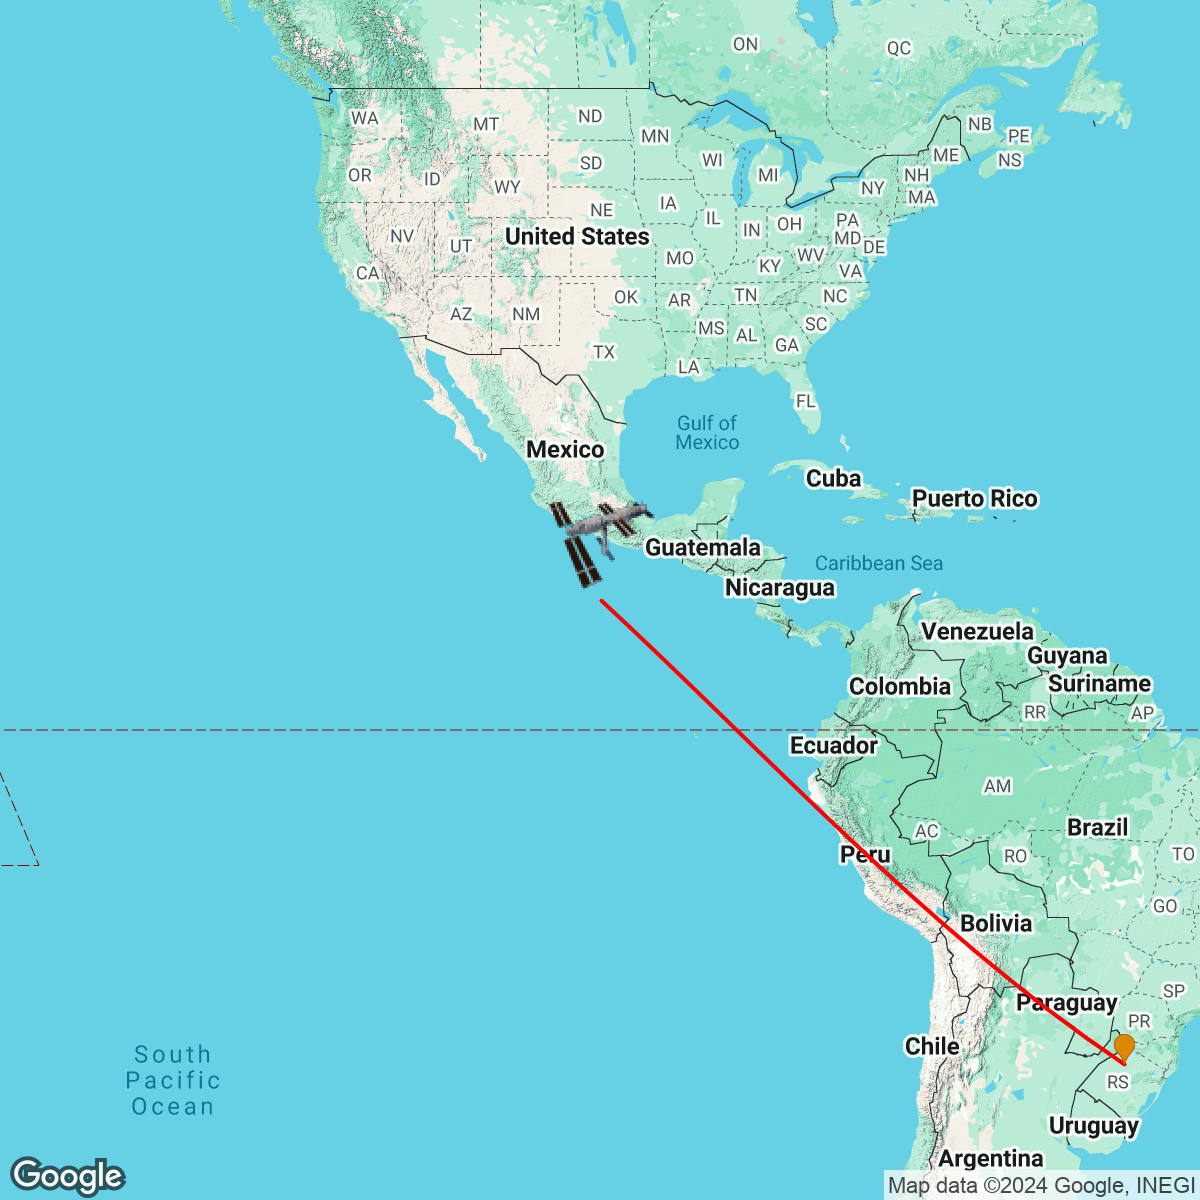 ON
QC
WA
MT
ND
MN
NB
PE
OR
ID
SD
WI
MI
ME
NS
WY
NY
NH
MA
NV
UT
NE
IA
IL
IN
OH
PA
MD
DE
United States
CA
MO
KY
WV
VA
AZ
NM
OK
AR
TN
NC
TX
MS
AL
GA
SC
LA
FL
Gulf of
Mexico
Mexico
Cuba
Puerto Rico
Guatemala
Caribbean Sea
Nicaragua
Venezuela
Guyana
Suriname
Colombia
RR
AP
Ecuador
AM
AC
Peru
RO
Brazil
TO
GO
Bolivia
SP
Paraguay
PR
Chile
RS
South
Pacific
Ocean
Uruguay
Argentina
Google
Map data ©2024 Google, INEGI